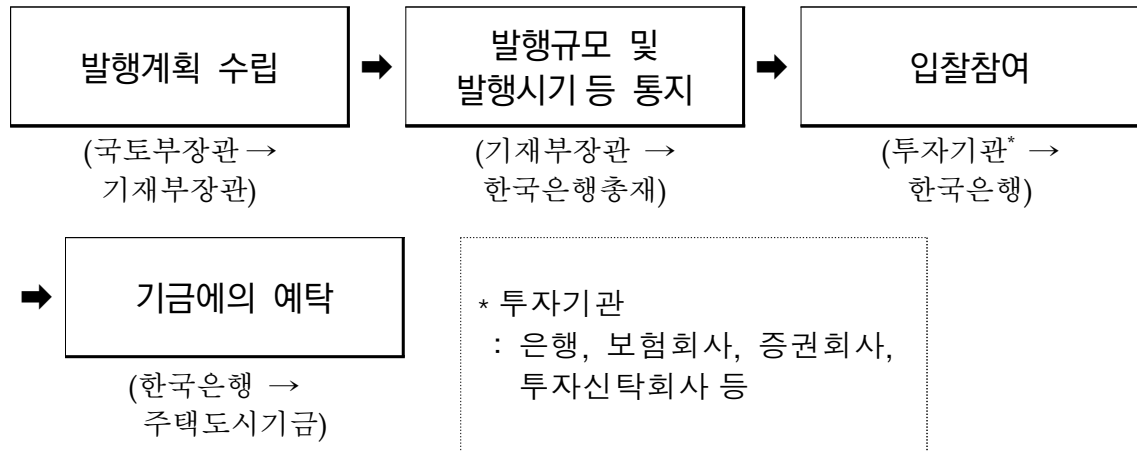 발행계획 수립
➡
발행규모 및
발행시기 등 통지
➡
입찰참여
(국토부장관 →
기재부장관)
(기재부장관 →
한국은행총재)
(투자기관* →
한국은행)
➡
기금에의 예탁
(한국은행 →
주택도시기금)
* 투자기관
: 은행, 보험회사, 증권회사,
투자신탁회사 등